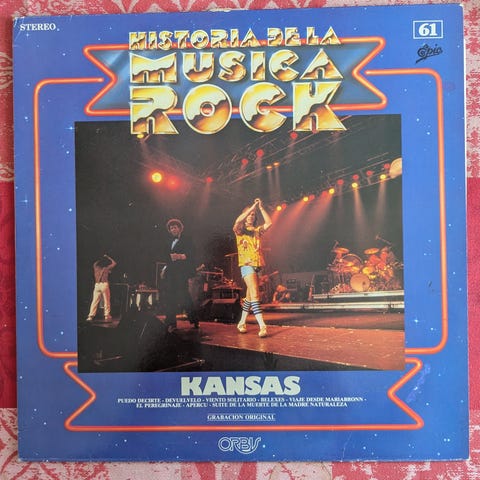 STEREO
61
Epic
HISTORIA DE LA
MUSICA
ROCK
KANSAS
PUEDO DECIRTE - DEVUELVELO - VIENTO SOLITARIO - BELEXES - VIAJE DESDE MARIABRONN -
EL PEREGRINAJE - APERCU - SUITE DE LA MUERTE DE LA MADRE NATURALEZA
GRABACION ORIGINAL
ORBIS